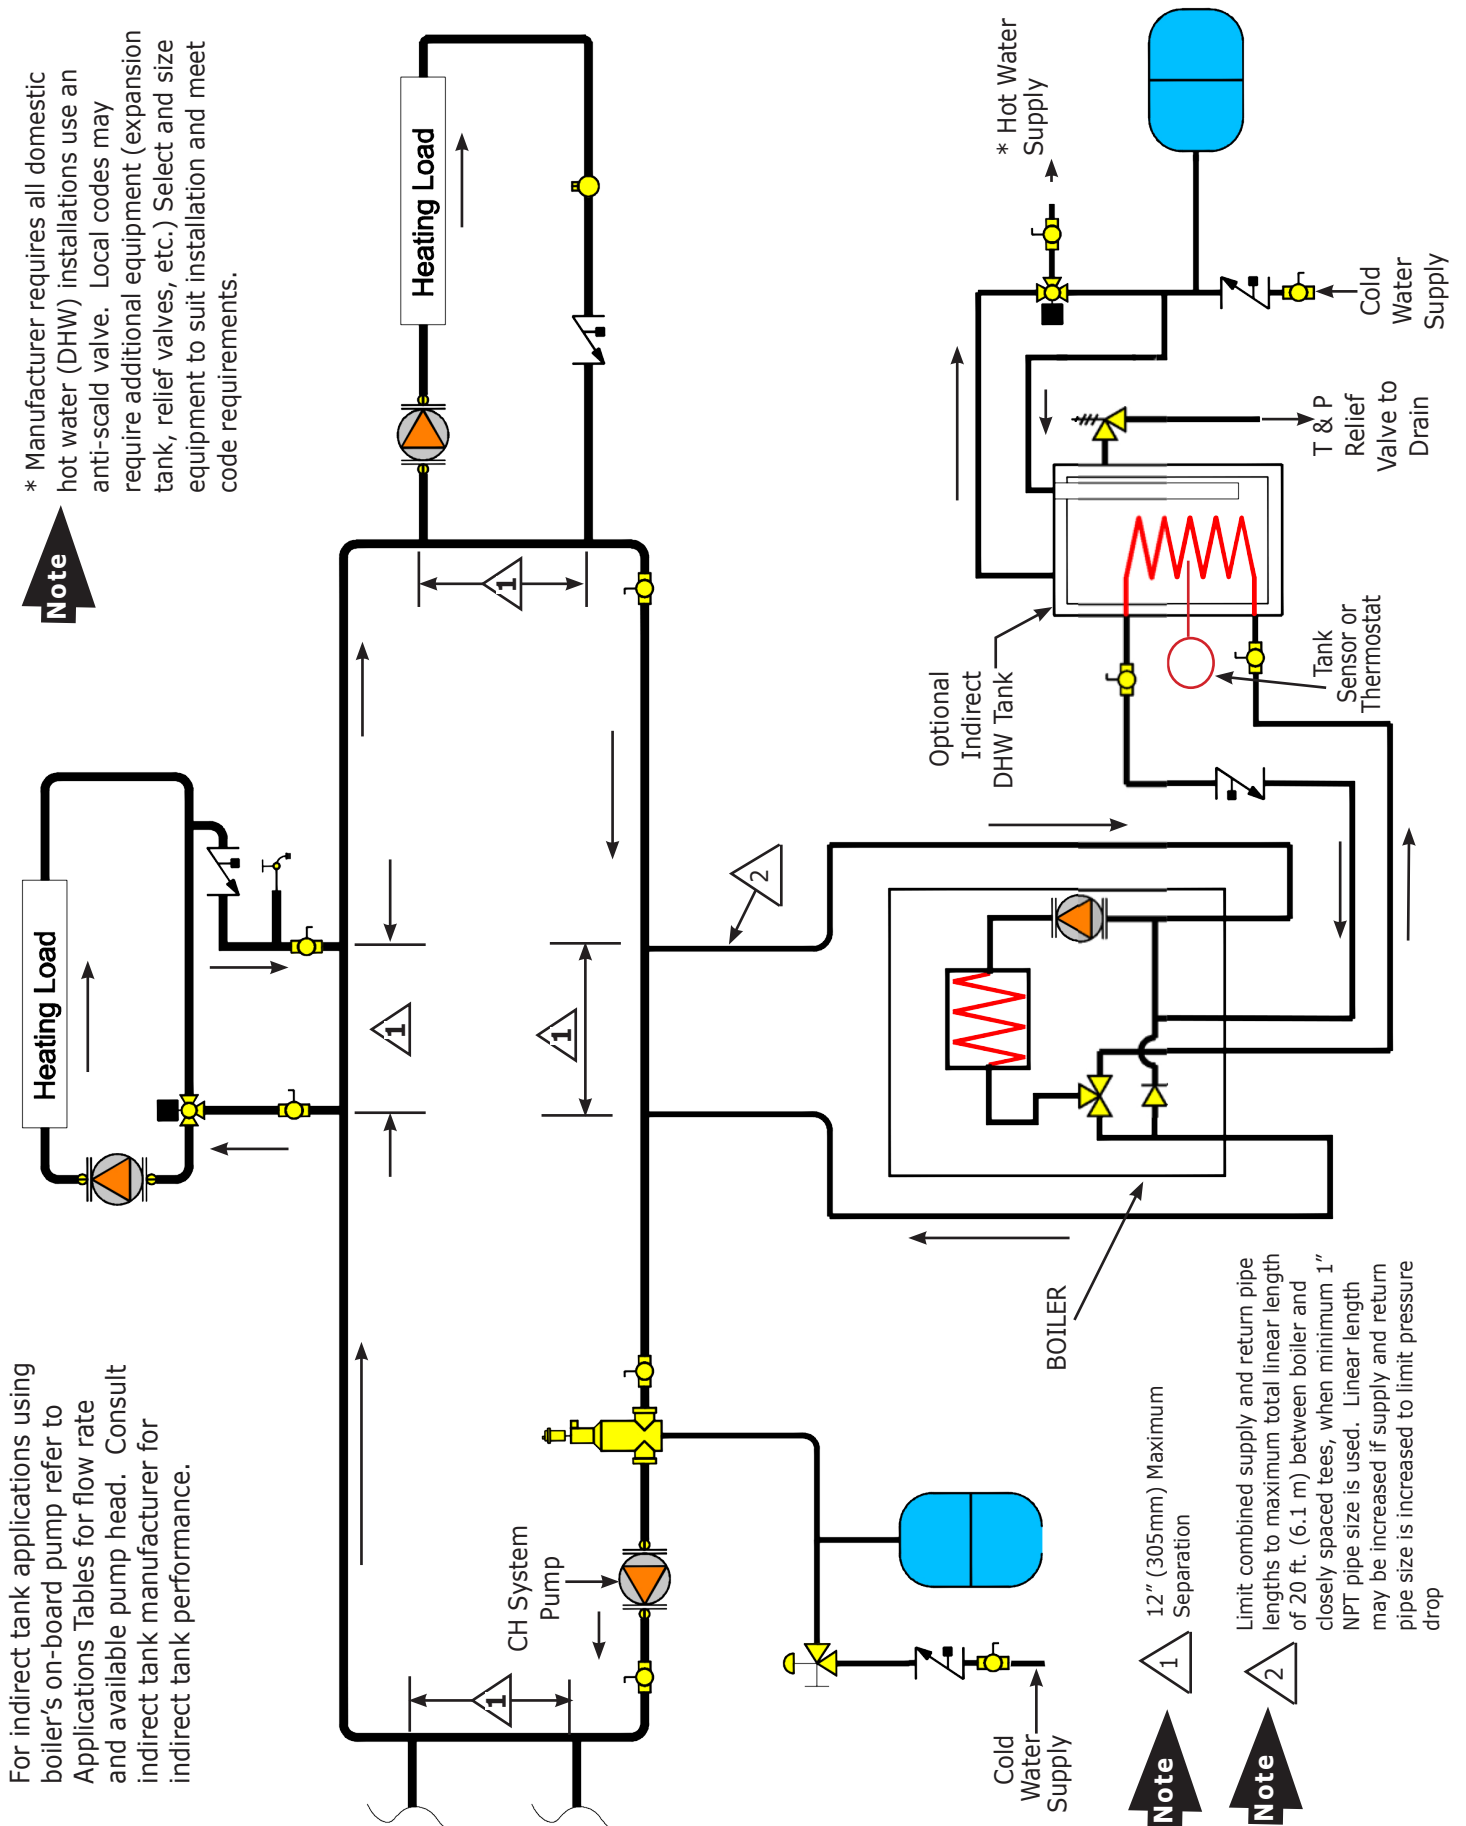 For indirect tank applications using
boiler's on-board pump refer to
Applications Tables for flow rate
and available pump head.  Consult
indirect tank manufacturer for
indirect tank performance.
Note
* Manufacturer requires all domestic
hot water (DHW) installations use an
anti-scald valve.  Local codes may
require additional equipment (expansion
tank, relief valves, etc.) Select and size
equipment to suit installation and meet
code requirements.
Heating Load
Heating Load
1
1
1
1
2
CH System
Pump
Cold
Water
Supply
BOILER
Optional
Indirect
DHW Tank
Tank
Sensor or
Thermostat
* Hot Water
Supply
T & P
Relief
Valve to
Drain
Cold
Water
Supply
Note
1
12" (305mm) Maximum
Separation
Note
2
Limit combined supply and return pipe
lengths to maximum total linear length
of 20 ft. (6.1 m) between boiler and
closely spaced tees, when minimum 1"
NPT pipe size is used.  Linear length
may be increased if supply and return
pipe size is increased to limit pressure
drop